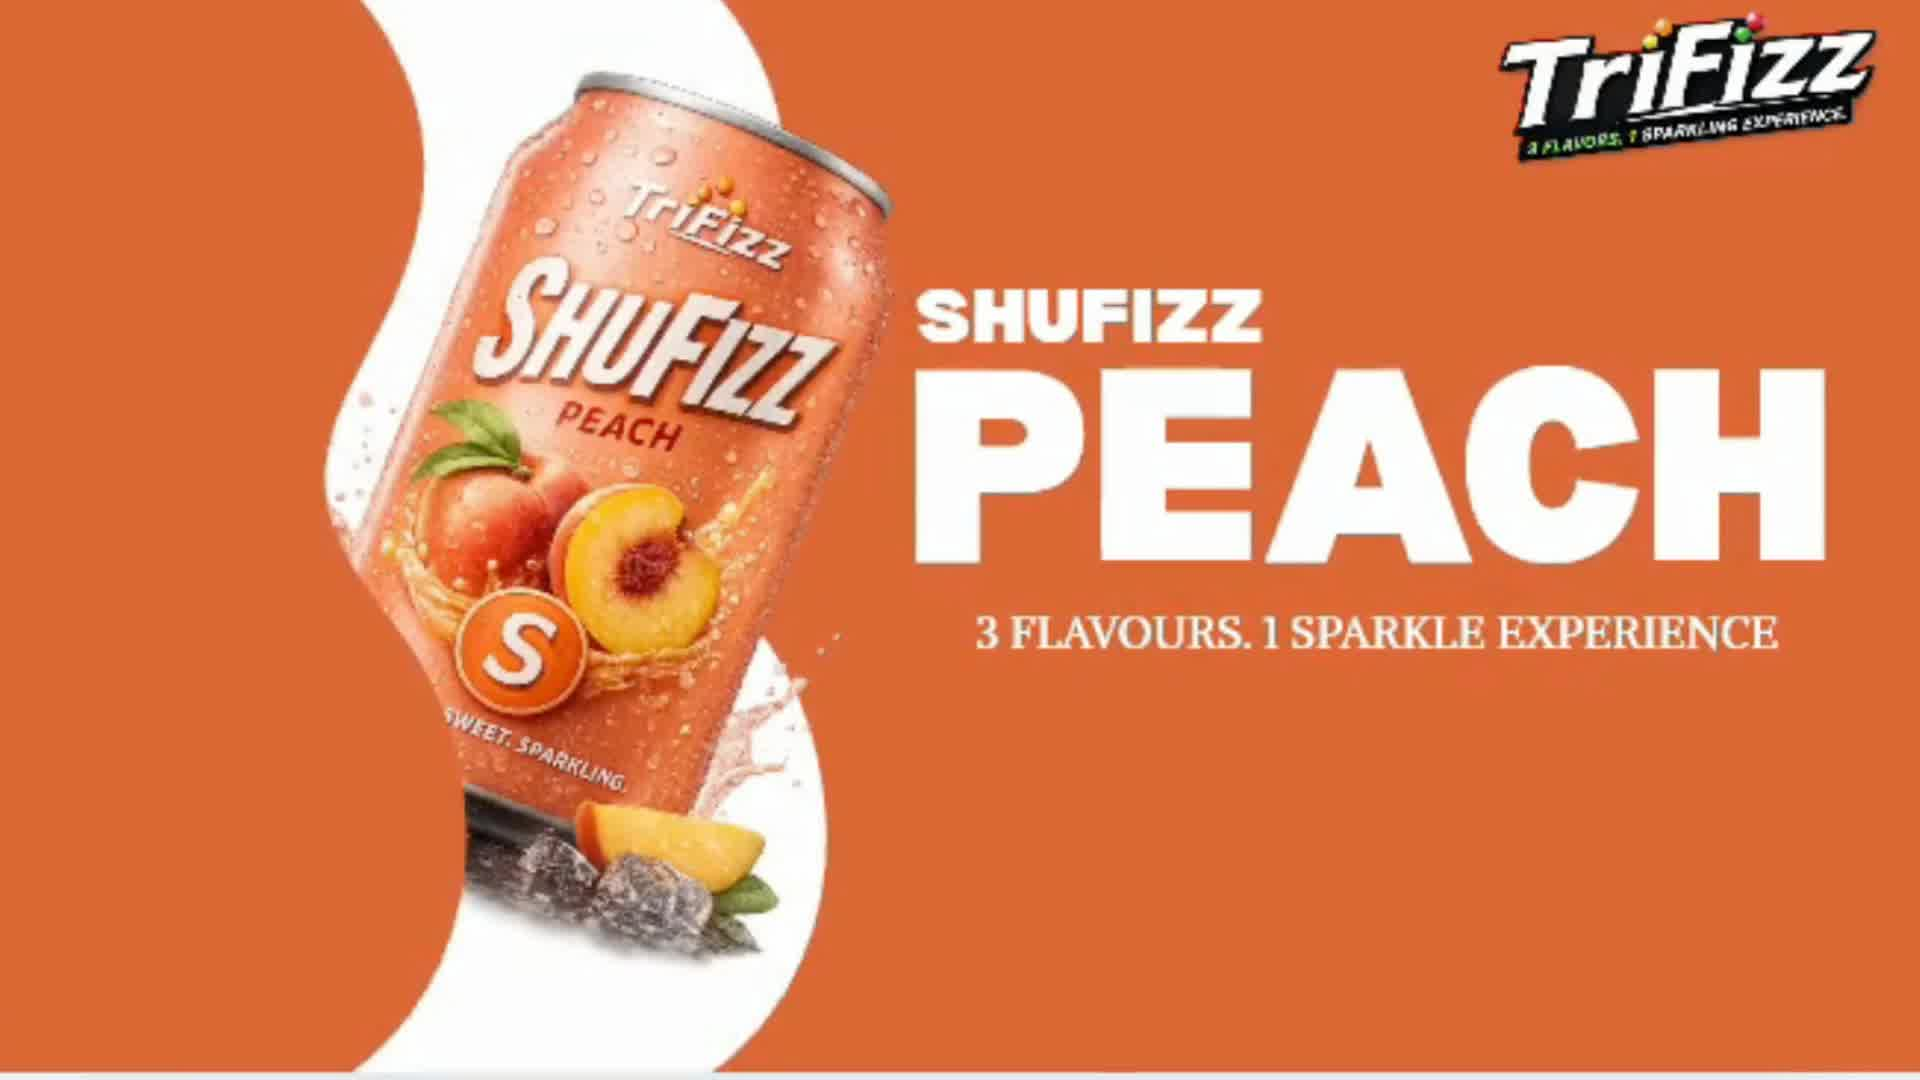 TriFizz
3 FLAVORS. 1 SPARKLING EXPERIENCE.
TriFizz
SHUFIZZ
PEACH
S
SWEET. SPARKLING.
SHUFIZZ
PEACH
3 FLAVOURS. 1 SPARKLE EXPERIENCE